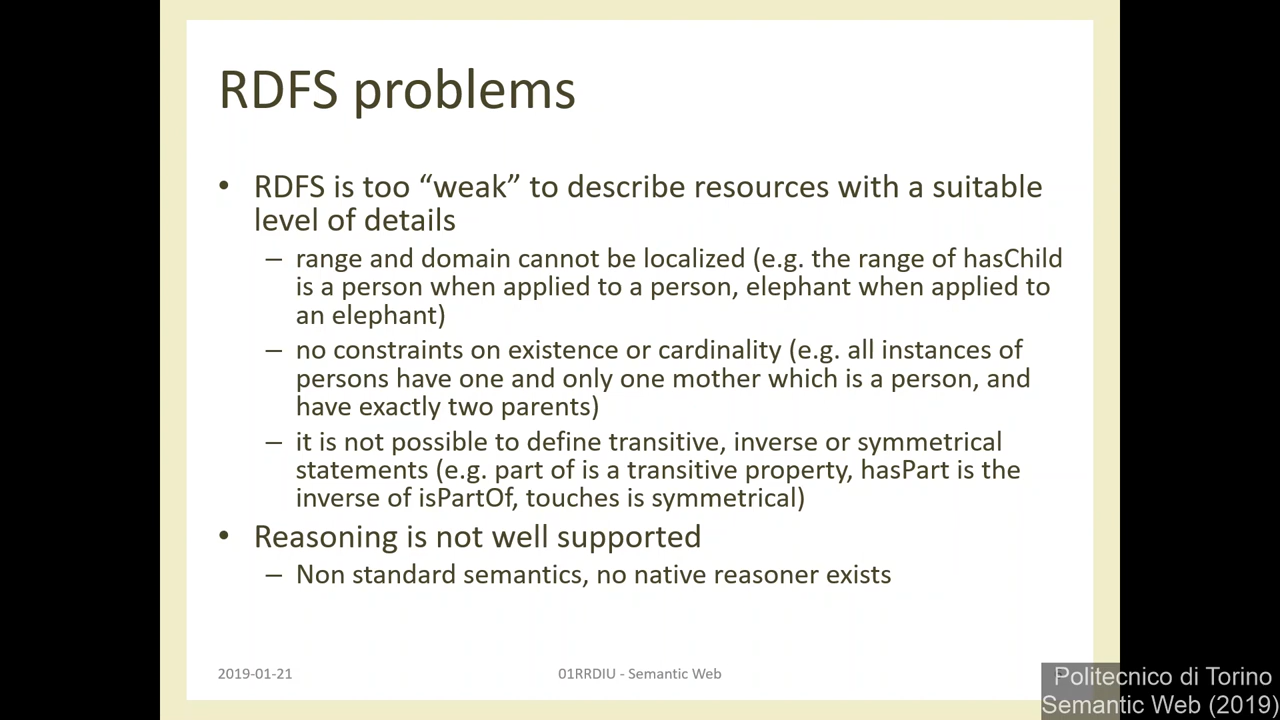 RDFS problems
• RDFS is too “weak” to describe resources with a suitable
level of details
– range and domain cannot be localized (e.g. the range of hasChild
is a person when applied to a person, elephant when applied to
an elephant)
– no constraints on existence or cardinality (e.g. all instances of
persons have one and only one mother which is a person, and
have exactly two parents)
– it is not possible to define transitive, inverse or symmetrical
statements (e.g. part of is a transitive property, hasPart is the
inverse of isPartOf, touches is symmetrical)
• Reasoning is not well supported
– Non standard semantics, no native reasoner exists
2019-01-21
01RRDIU - Semantic Web
Politecnico di Torino
Semantic Web (2019)